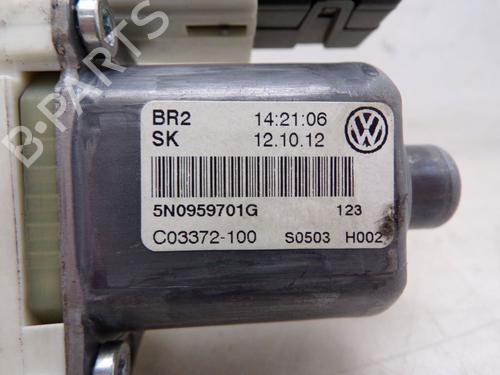 BR2 14:21:06
SK 12.10.12
5N0959701G 123
C03372-100 S0503 H002
B-PARTS